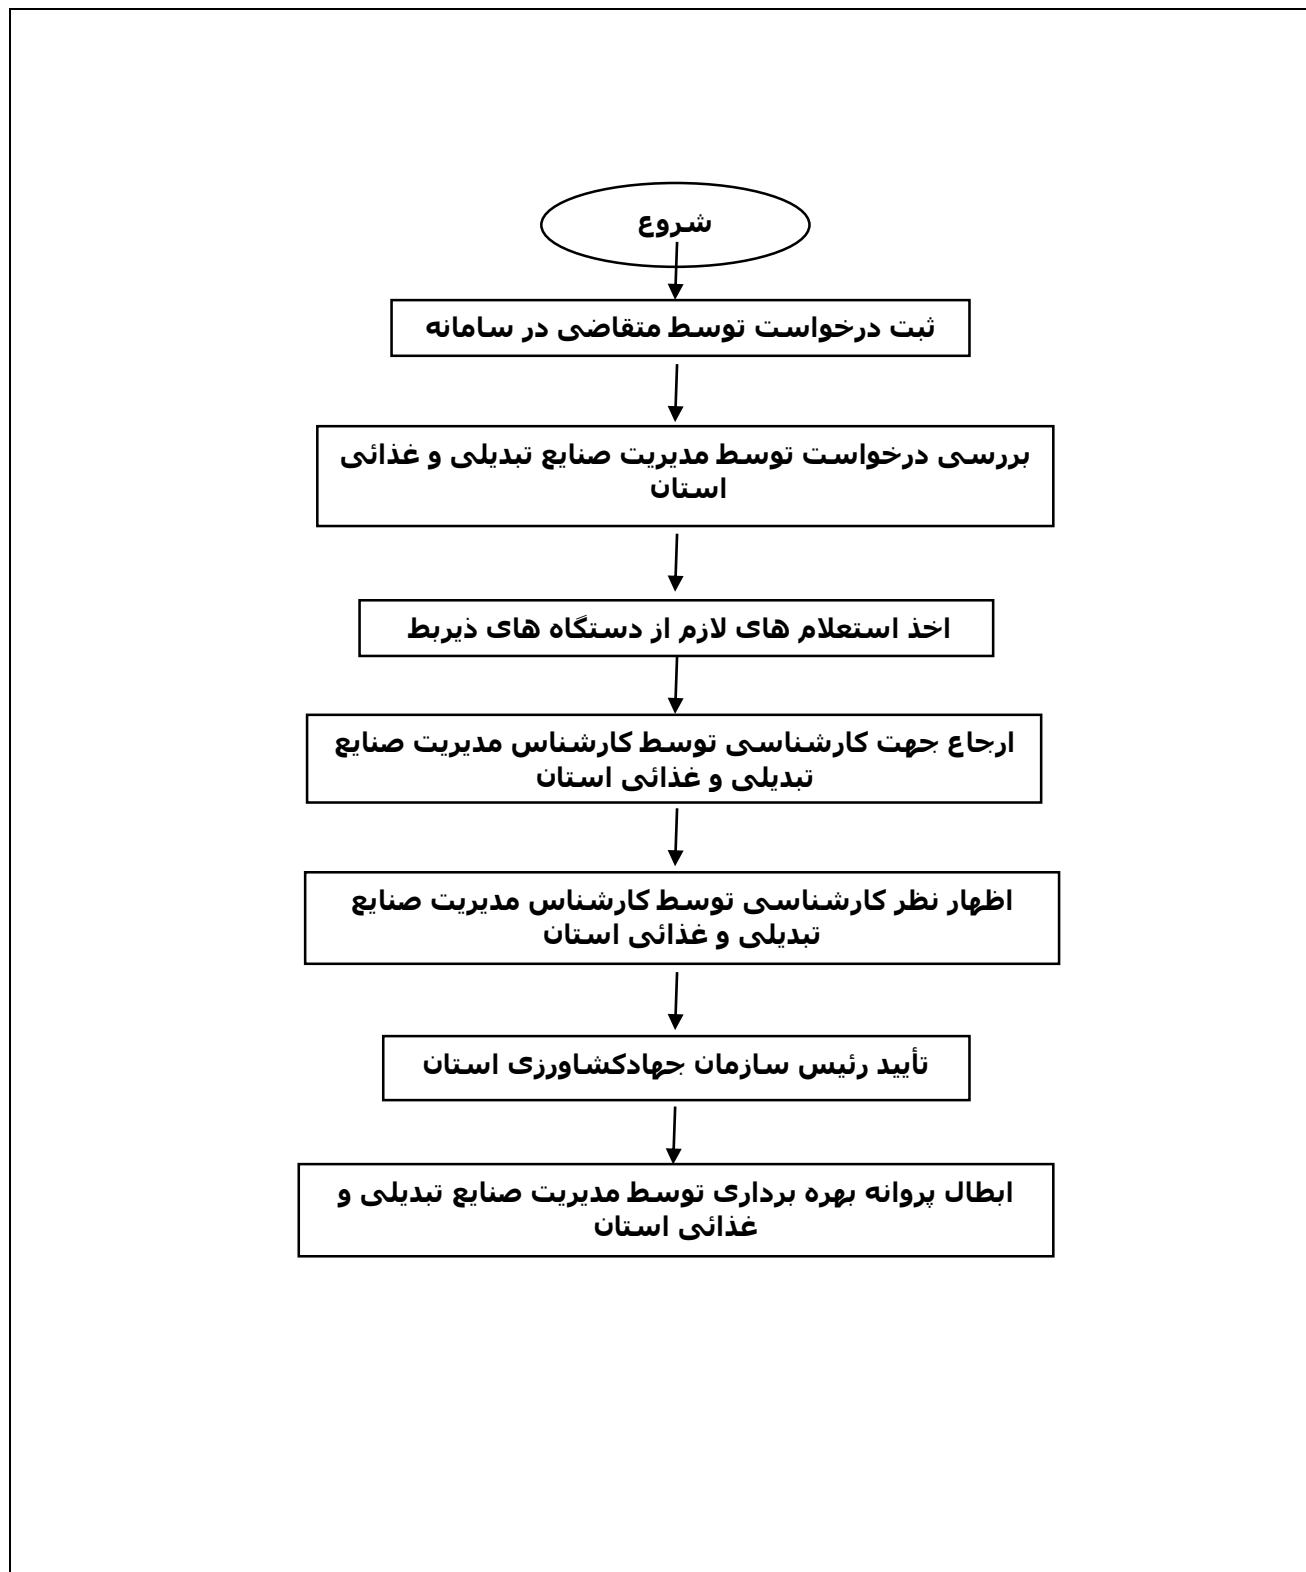 شروع
ثبت درخواست توسط متقاضی در سامانه
بررسی درخواست توسط مدیریت صنایع تبدیلی و غذائی
استان
اخذ استعلام های لازم از دستگاه های ذیربط
ارجاع جهت کارشناسی توسط کارشناس مدیریت صنایع
تبدیلی و غذائی استان
اظهار نظر کارشناسی توسط کارشناس مدیریت صنایع
تبدیلی و غذائی استان
تأیید رئیس سازمان جهادکشاورزی استان
ابطال پروانه بهره برداری توسط مدیریت صنایع تبدیلی و
غذائی استان